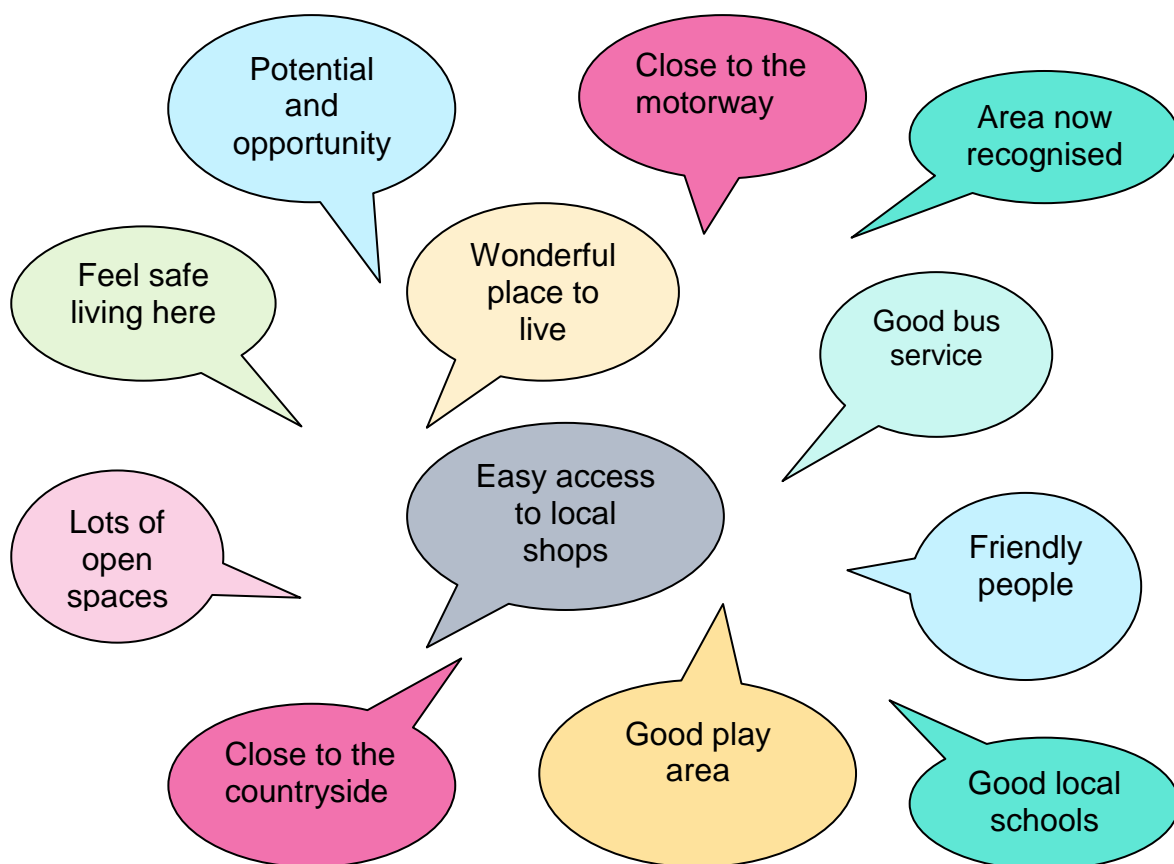 Potential
and
opportunity
Close to the
motorway
Area now
recognised
Feel safe
living here
Wonderful
place to
live
Good bus
service
Easy access
to local
shops
Lots of
open
spaces
Friendly
people
Close to the
countryside
Good play
area
Good local
schools